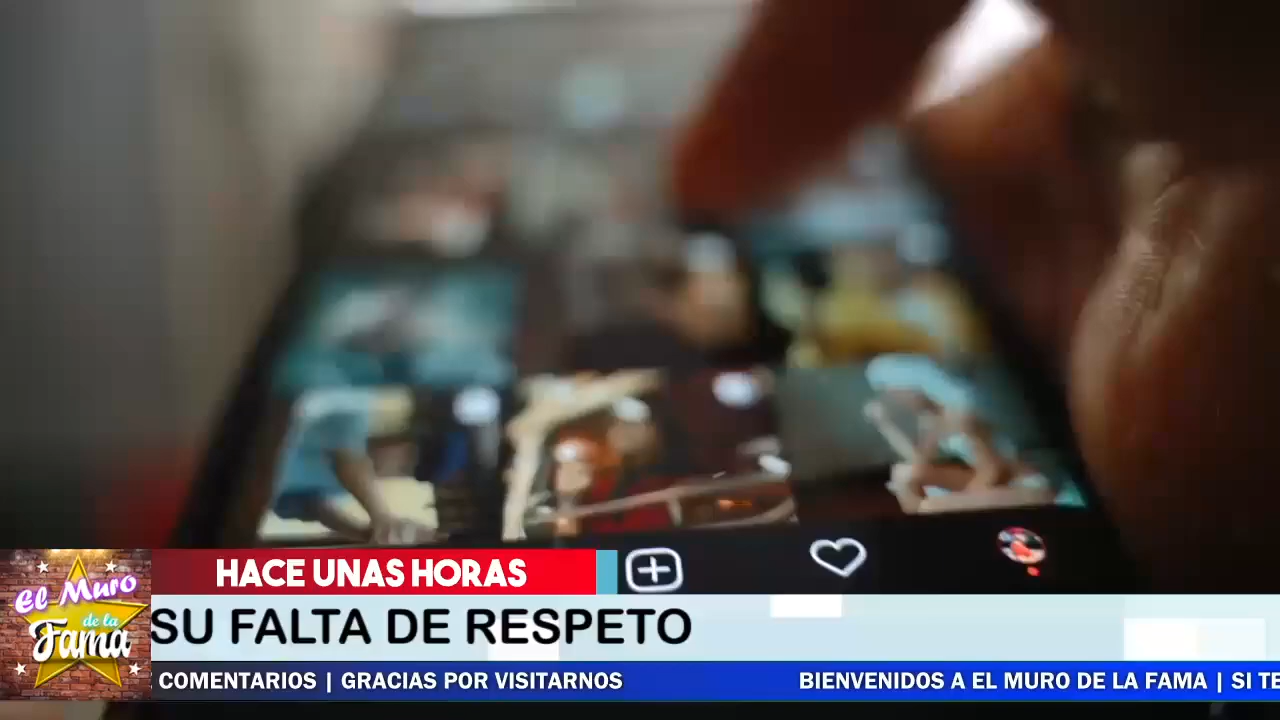 HACE UNAS HORAS
El Muro
de la
Fama
SU FALTA DE RESPETO
COMENTARIOS | GRACIAS POR VISITARNOS BIENVENIDOS A EL MURO DE LA FAMA | SI TE